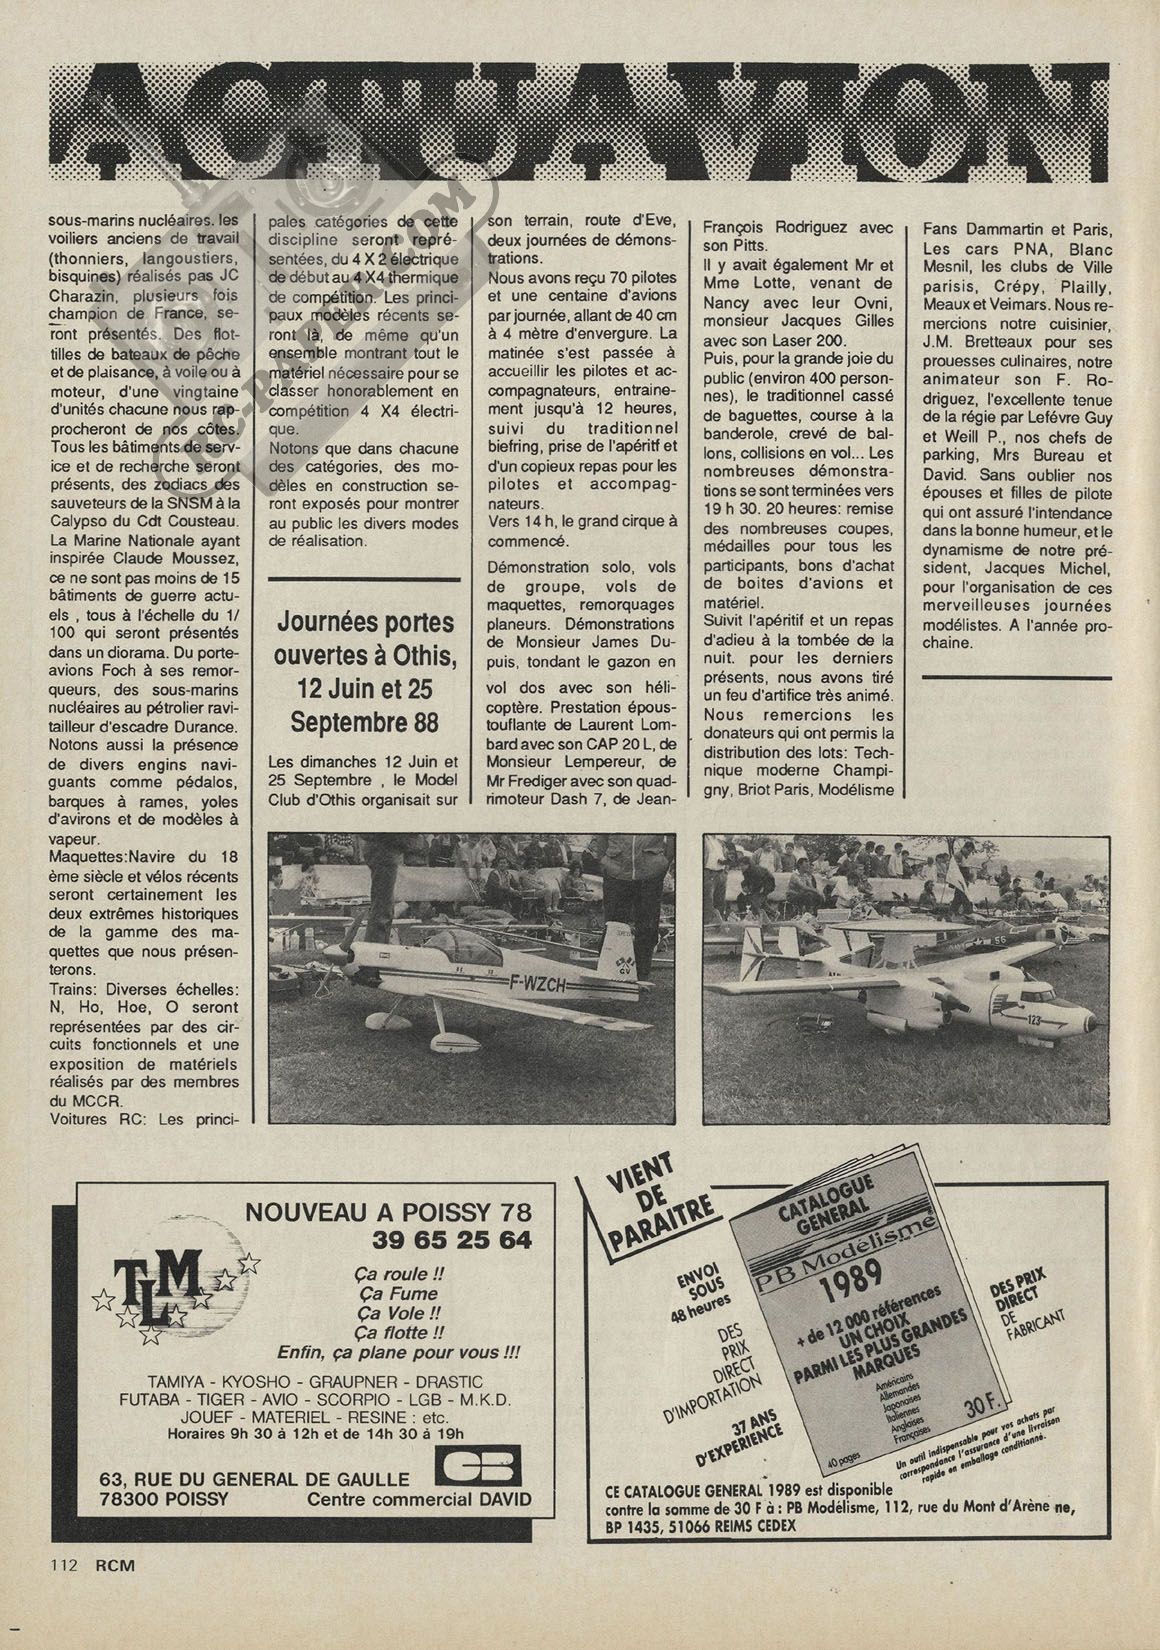 ACTUAVION
sous-marins nucléaires. les
voiliers anciens de travail
(thonniers, langoustiers,
bisquines) réalisés pas JC
Charazin, plusieurs fois
champion de France, se-
ront présentés. Des flot-
tilles de bateaux de pêche
et de plaisance, à voile ou à
moteur, d'une vingtaine
d'unités chacune nous rap-
procheront de nos côtes.
Tous les bâtiments de serv-
ice et de recherche seront
présents, des zodiacs des
sauveteurs de la SNSM à la
Calypso du Cdt Cousteau.
La Marine Nationale ayant
inspirée Claude Moussez,
ce ne sont pas moins de 15
bâtiments de guerre actu-
els , tous à l'échelle du 1/
100 qui seront présentés
dans un diorama. Du porte-
avions Foch à ses remor-
queurs, des sous-marins
nucléaires au pétrolier ravi-
tailleur d'escadre Durance.
Notons aussi la présence
de divers engins navi-
guants comme pédalos,
barques à rames, yoles
d'avirons et de modèles à
vapeur.
Maquettes:Navire du 18
ème siècle et vélos récents
seront certainement les
deux extrêmes historiques
de la gamme des ma-
quettes que nous présen-
terons.
Trains: Diverses échelles:
N, Ho, Hoe, O seront
représentées par des cir-
cuits fonctionnels et une
exposition de matériels
réalisés par des membres
du MCCR.
Voitures RC: Les princi-
pales catégories de cette
discipline seront repré-
sentées, du 4 X 2 électrique
de début au 4 X4 thermique
de compétition. Les princi-
paux modèles récents se-
ront là, de même qu'un
ensemble montrant tout le
matériel nécessaire pour se
classer honorablement en
compétition 4 X4 électri-
que.
Notons que dans chacune
des catégories, des mo-
dèles en construction se-
ront exposés pour montrer
au public les divers modes
de réalisation.
Journées portes
ouvertes à Othis,
12 Juin et 25
Septembre 88
Les dimanches 12 Juin et
25 Septembre , le Model
Club d'Othis organisait sur
son terrain, route d'Eve,
deux journées de démons-
trations.
Nous avons reçu 70 pilotes
et une centaine d'avions
par journée, allant de 40 cm
à 4 mètre d'envergure. La
matinée s'est passée à
accueillir les pilotes et ac-
compagnateurs, entraine-
ment jusqu'à 12 heures,
suivi du traditionnel
biefring, prise de l'apéritf et
d'un copieux repas pour les
pilotes et accompag-
nateurs.
Vers 14 h, le grand cirque à
commencé.
Démonstration solo, vols
de groupe, vols de
maquettes, remorquages
planeurs. Démonstrations
de Monsieur James Du-
puis, tondant le gazon en
vol dos avec son héli-
coptère. Prestation épous-
touflante de Laurent Lom-
bard avec son CAP 20 L, de
Monsieur Lempereur, de
Mr Frediger avec son quad-
rimoteur Dash 7, de Jean-
François Rodriguez avec
son Pitts.
Il y avait également Mr et
Mme Lotte, venant de
Nancy avec leur Ovni,
monsieur Jacques Gilles
avec son Laser 200.
Puis, pour la grande joie du
public (environ 400 person-
nes), le traditionnel cassé
de baguettes, course à la
banderole, crevé de bal-
lons, collisions en vol... Les
nombreuses démonstra-
tions se sont terminées vers
19 h 30. 20 heures: remise
des nombreuses coupes,
médailles pour tous les
participants, bons d'achat
de boites d'avions et
matériel.
Suivit l'apéritif et un repas
d'adieu à la tombée de la
nuit. pour les derniers
présents, nous avons tiré
un feu d'artifice très animé.
Nous remercions les
donateurs qui ont permis la
distribution des lots: Tech-
nique moderne Champi-
gny, Briot Paris, Modélisme
Fans Dammartin et Paris,
Les cars PNA, Blanc
Mesnil, les clubs de Ville
parisis, Crépy, Plailly,
Meaux et Veimars. Nous re-
mercions notre cuisinier,
J.M. Bretteaux pour ses
prouesses culinaires, notre
animateur son F. Ro-
driguez, l'excellente tenue
de la régie par Lefévre Guy
et Weill P., nos chefs de
parking, Mrs Bureau et
David. Sans oublier nos
épouses et filles de pilote
qui ont assuré l'intendance
dans la bonne humeur, et le
dynamisme de notre pré-
sident, Jacques Michel,
pour l'organisation de ces
merveilleuses journées
modélistes. A l'année pro-
chaine.
RC-PAPER.COM
F-WZCH
GV
56
123
TLM
NOUVEAU A POISSY 78
39 65 25 64
Ça roule !!
Ça Fume
Ça Vole !!
Ça flotte !!
Enfin, ça plane pour vous !!!
TAMIYA - KYOSHO - GRAUPNER - DRASTIC
FUTABA - TIGER - AVIO - SCORPIO - LGB - M.K.D.
JOUEF - MATERIEL - RESINE : etc.
Horaires 9h 30 à 12h et de 14h 30 à 19h
CB
63, RUE DU GENERAL DE GAULLE
78300 POISSY Centre commercial DAVID
VIENT
DE
PARAITRE
ENVOI
SOUS
48 heures
DES
PRIX
DIRECT
D'IMPORTATION
37 ANS
D'EXPERIENCE
CATALOGUE
GENERAL
PB Modélisme
1989
+ de 12 000 références
UN CHOIX
PARMI LES PLUS GRANDES
MARQUES
Américains
Allemandes
Japonaises
Italiennes
Anglaises
Françaises
40 pages
30 F.
DES PRIX
DIRECT
DE
FABRICANT
Un outil indispensable pour vos achats par
correspondance l'assurance d'une livraison
rapide en emballage conditionné.
CE CATALOGUE GENERAL 1989 est disponible
contre la somme de 30 F à : PB Modélisme, 112, rue du Mont d'Arène ne,
BP 1435, 51066 REIMS CEDEX
112 RCM